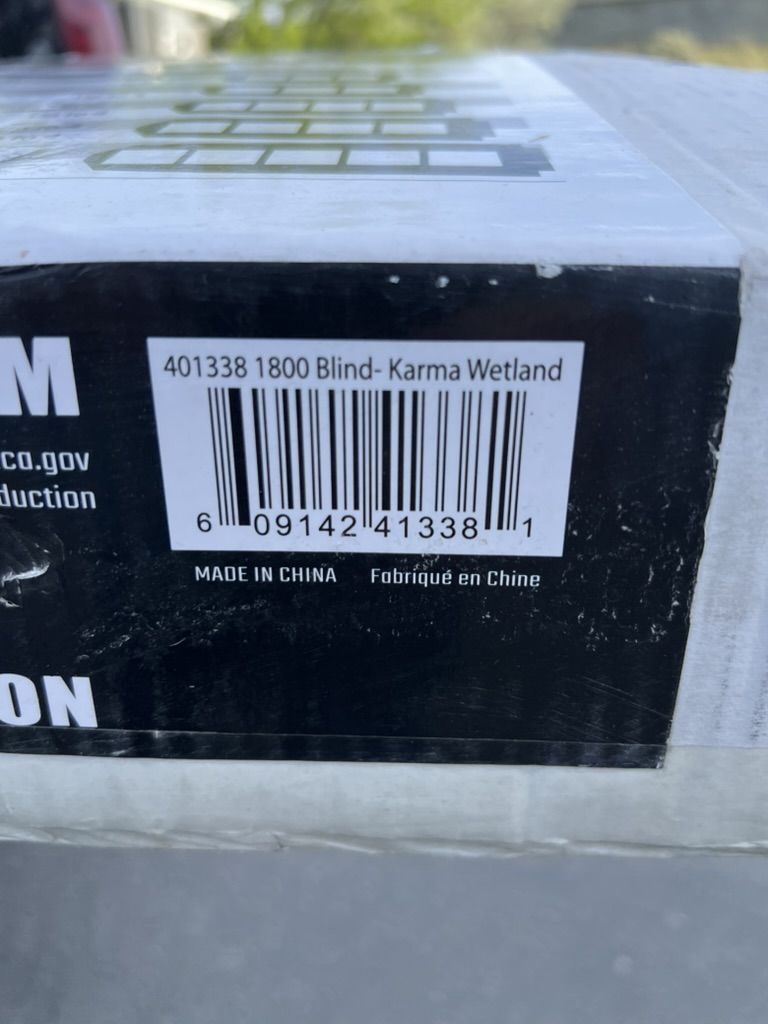 M
401338 1800 Blind- Karma Wetland
ca.gov
duction
6 09142 41338 1
MADE IN CHINA Fabriqué en Chine
ON